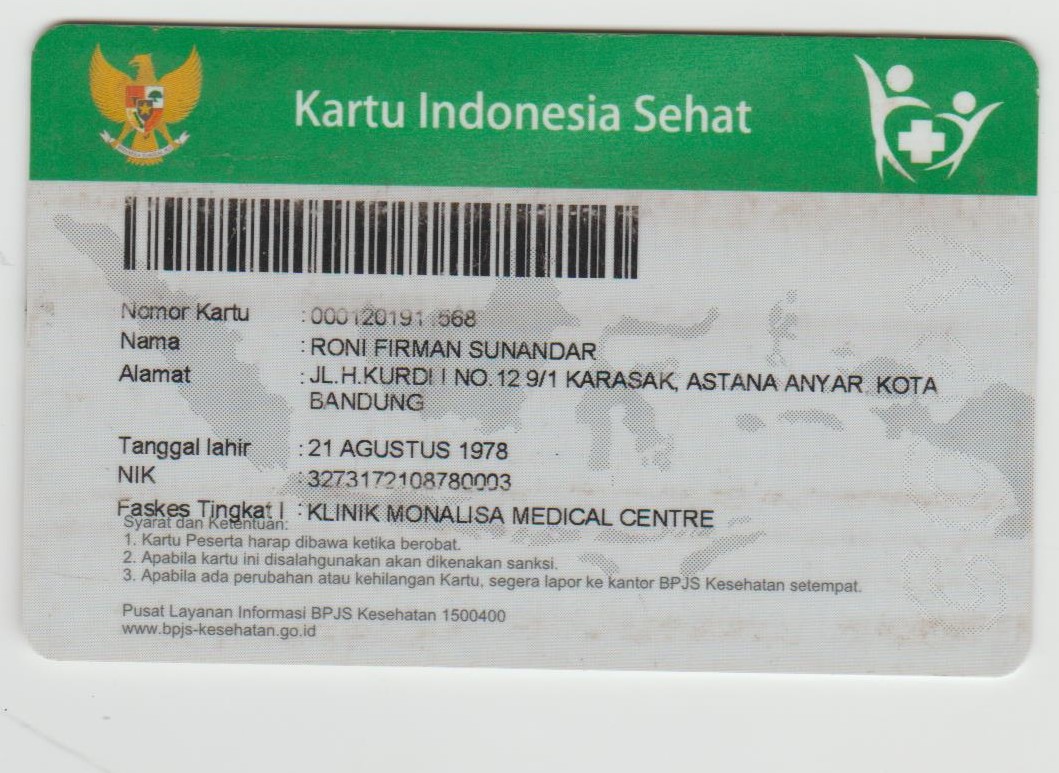 Kartu Indonesia Sehat
Nomor Kartu :
Nama : RONI FIRMAN SUNANDAR
Alamat : JL.H.KURDI I NO.12 9/1 KARASAK, ASTANA ANYAR, KOTA
BANDUNG
Tanggal lahir : 21 AGUSTUS 1978
NIK : 3273172108780003
Faskes Tingkat I : KLINIK MONALISA MEDICAL CENTRE
Syarat dan Ketentuan:
1. Kartu Peserta harap dibawa ketika berobat.
2. Apabila kartu ini disalahgunakan akan dikenakan sanksi.
3. Apabila ada perubahan atau kehilangan Kartu, segera lapor ke kantor BPJS Kesehatan setempat.
Pusat Layanan Informasi BPJS Kesehatan 1500400
www.bpjs-kesehatan.go.id